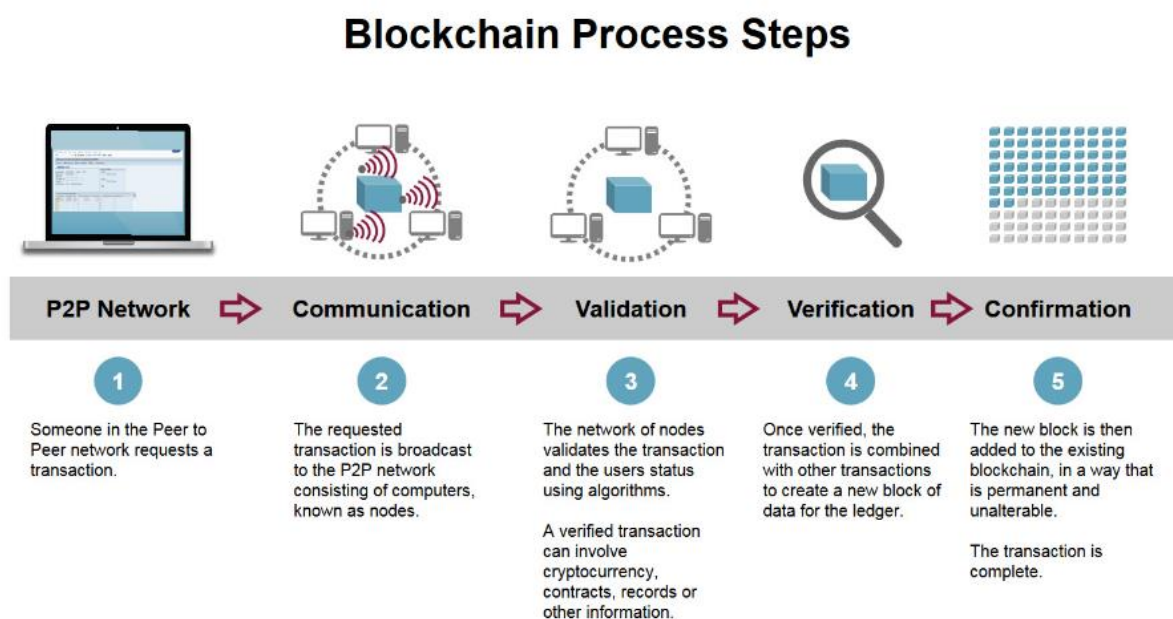 Blockchain Process Steps
P2P Network
Communication
Validation
Verification
Confirmation
1
Someone in the Peer to
Peer network requests a
transaction.
2
The requested
transaction is broadcast
to the P2P network
consisting of computers,
known as nodes.
3
The network of nodes
validates the transaction
and the users status
using algorithms.
A verified transaction
can involve
cryptocurrency,
contracts, records or
other information.
4
Once verified, the
transaction is combined
with other transactions
to create a new block of
data for the ledger.
5
The new block is then
added to the existing
blockchain, in a way that
is permanent and
unalterable.
The transaction is
complete.